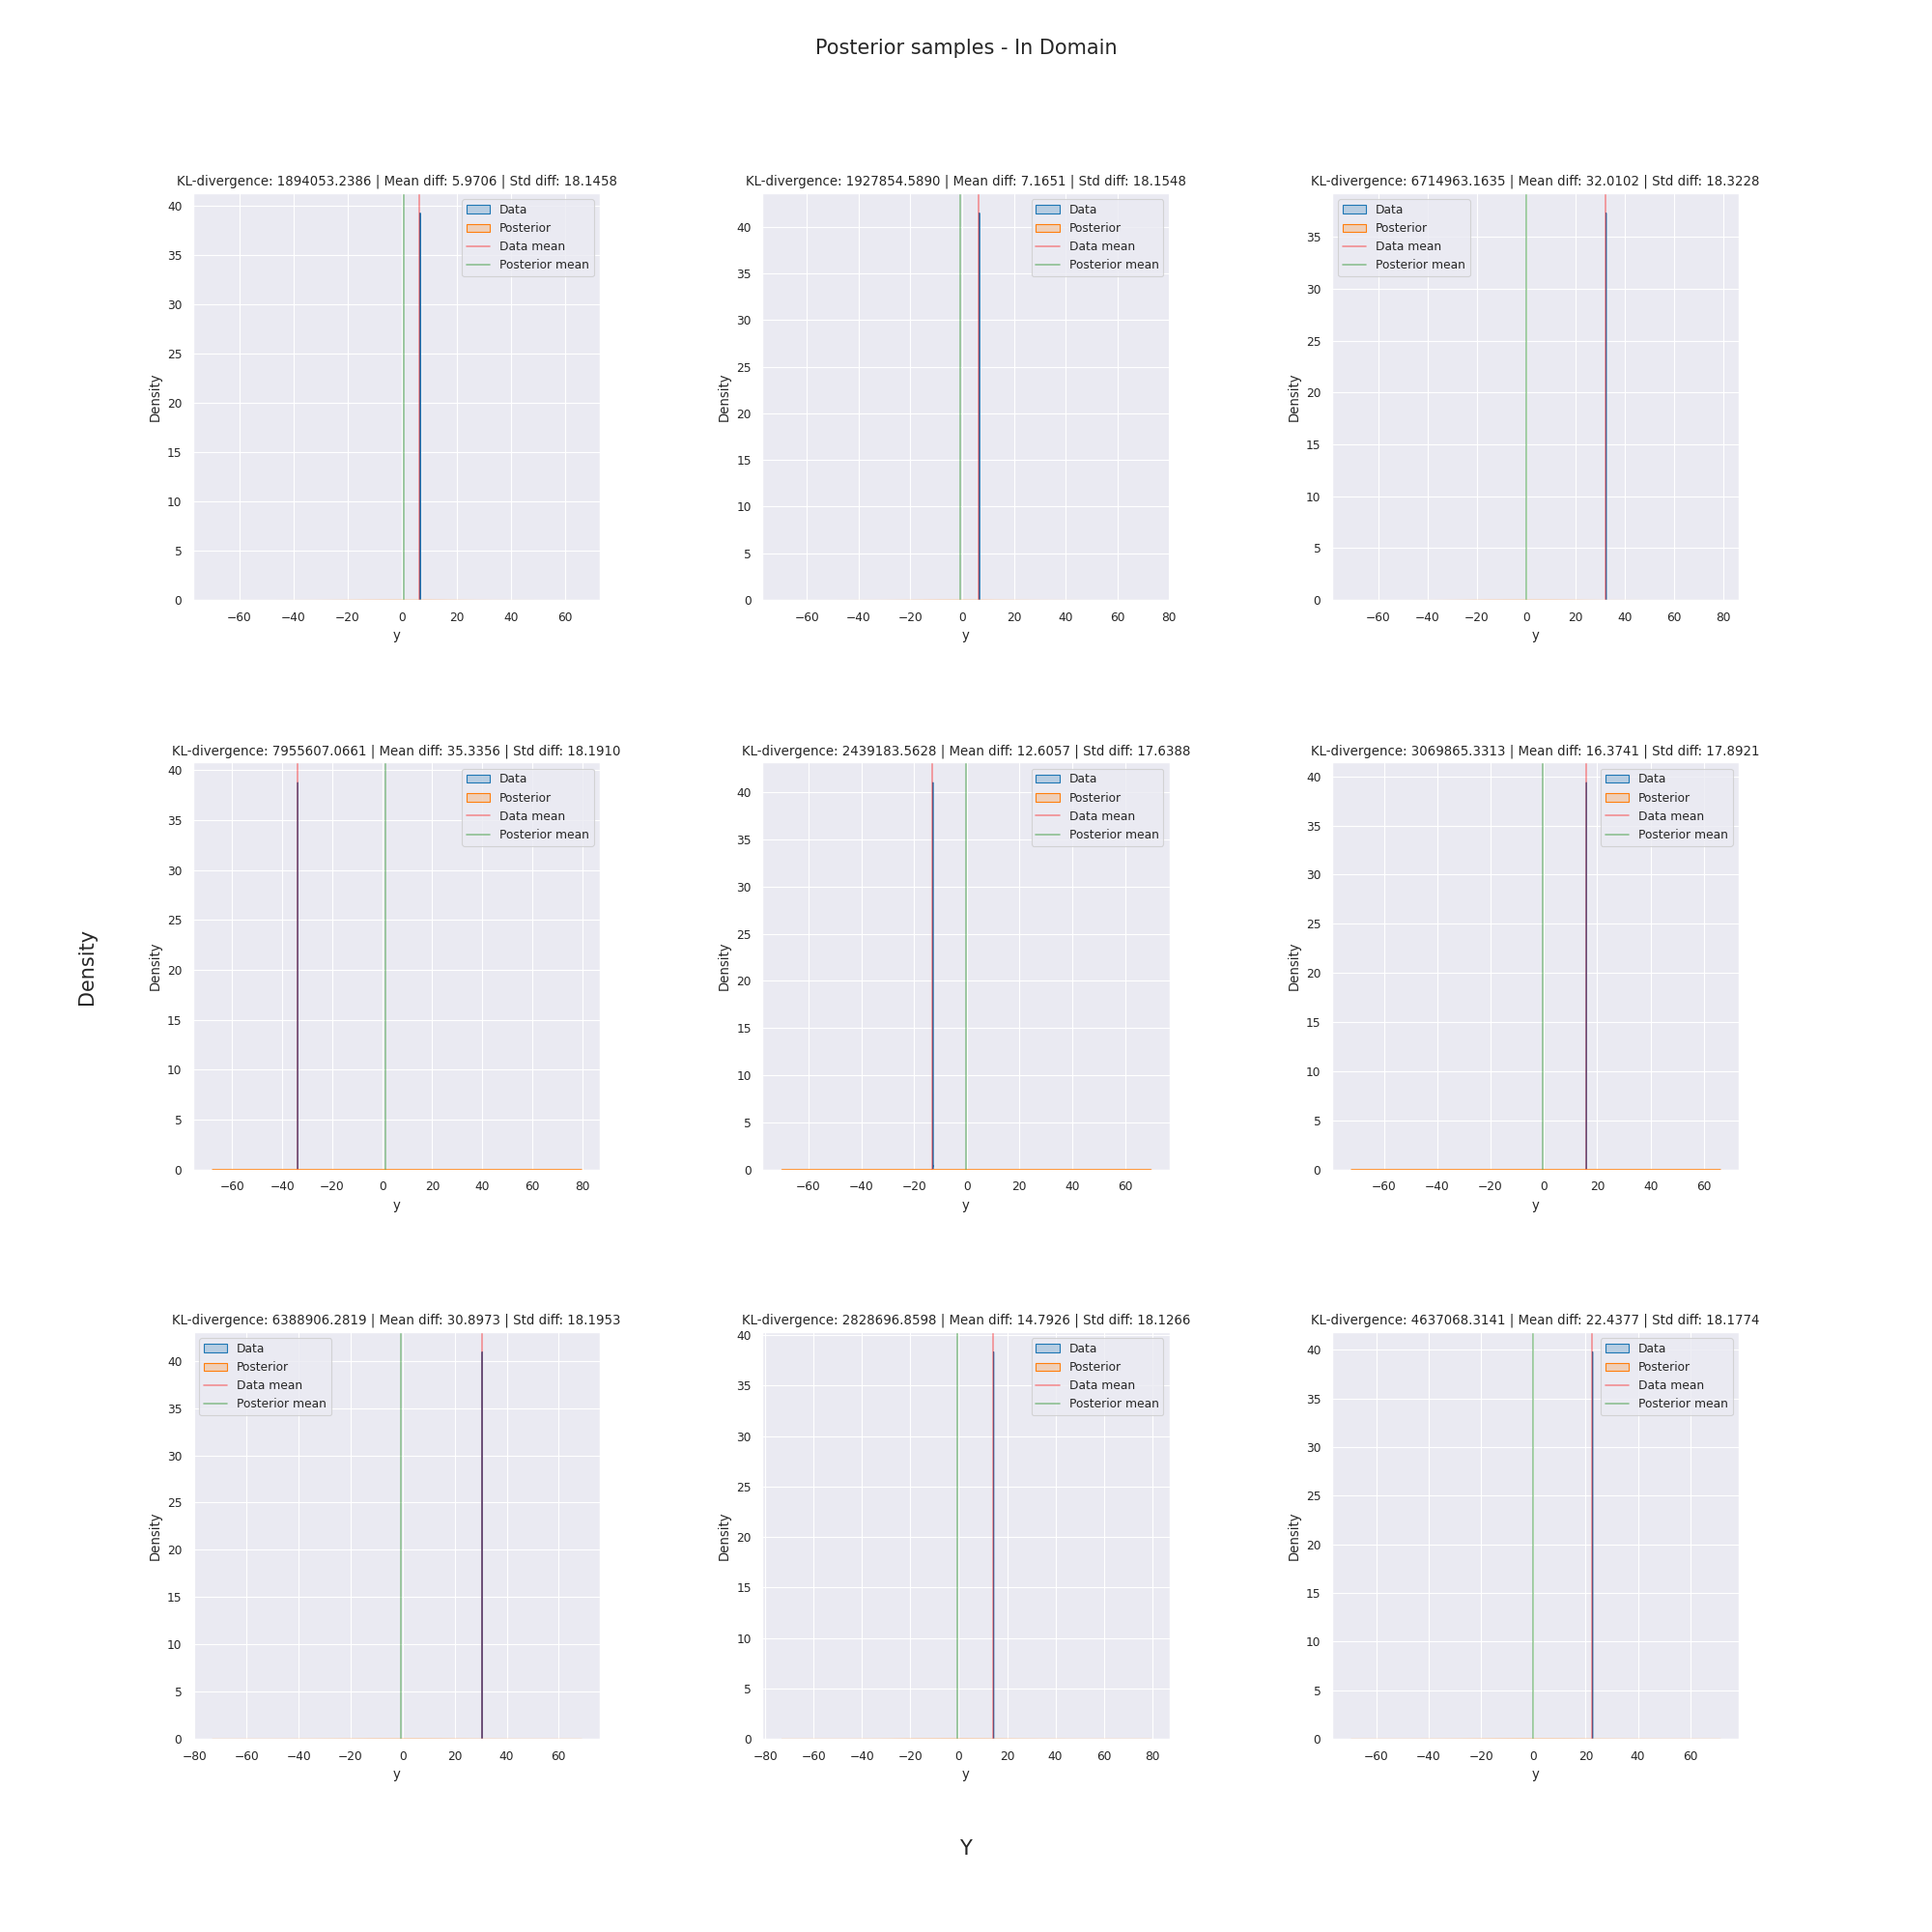 Posterior samples - In Domain
KL-divergence: 1894053.2386 | Mean diff: 5.9706 | Std diff: 18.1458
Data
Posterior
Data mean
Posterior mean
40
35
30
25
20
15
10
5
0
Density
−60 −40 −20 0 20 40 60
y
KL-divergence: 1927854.5890 | Mean diff: 7.1651 | Std diff: 18.1548
Data
Posterior
Data mean
Posterior mean
40
35
30
25
20
15
10
5
0
Density
−60 −40 −20 0 20 40 60 80
y
KL-divergence: 6714963.1635 | Mean diff: 32.0102 | Std diff: 18.3228
Data
Posterior
Data mean
Posterior mean
35
30
25
20
15
10
5
0
Density
−60 −40 −20 0 20 40 60 80
y
KL-divergence: 7955607.0661 | Mean diff: 35.3356 | Std diff: 18.1910
Data
Posterior
Data mean
Posterior mean
40
35
30
25
20
15
10
5
0
Density
−60 −40 −20 0 20 40 60 80
y
KL-divergence: 2439183.5628 | Mean diff: 12.6057 | Std diff: 17.6388
Data
Posterior
Data mean
Posterior mean
40
35
30
25
20
15
10
5
0
Density
−60 −40 −20 0 20 40 60
y
KL-divergence: 3069865.3313 | Mean diff: 16.3741 | Std diff: 17.8921
Data
Posterior
Data mean
Posterior mean
40
35
30
25
20
15
10
5
0
Density
−60 −40 −20 0 20 40 60
y
Density
KL-divergence: 6388906.2819 | Mean diff: 30.8973 | Std diff: 18.1953
Data
Posterior
Data mean
Posterior mean
40
35
30
25
20
15
10
5
0
Density
−80 −60 −40 −20 0 20 40 60
y
KL-divergence: 2828696.8598 | Mean diff: 14.7926 | Std diff: 18.1266
Data
Posterior
Data mean
Posterior mean
40
35
30
25
20
15
10
5
0
Density
−80 −60 −40 −20 0 20 40 60 80
y
KL-divergence: 4637068.3141 | Mean diff: 22.4377 | Std diff: 18.1774
Data
Posterior
Data mean
Posterior mean
40
35
30
25
20
15
10
5
0
Density
−60 −40 −20 0 20 40 60
y
Y